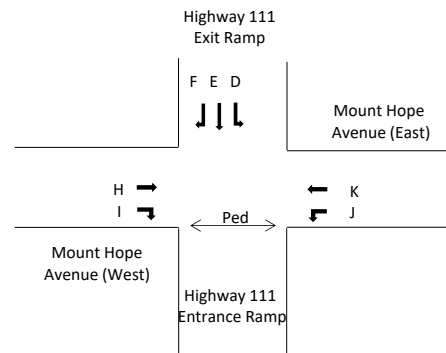 Highway 111
Exit Ramp
F E D
Mount Hope
Avenue (East)
H
K
I
J
Ped
Mount Hope
Avenue (West)
Highway 111
Entrance Ramp